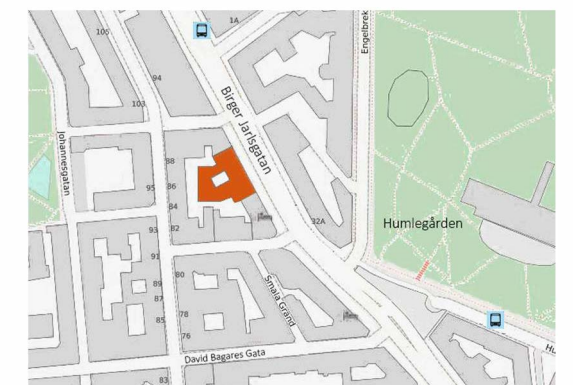 1A
Engelbrek
105
94
103
Birger Jarlsgatan
Johannesgatan
88
95
86
84
82
93
32A
Humlegården
91
80
89
87
85
78
76
Smala Gränd
David Bagares Gata
83
Hu